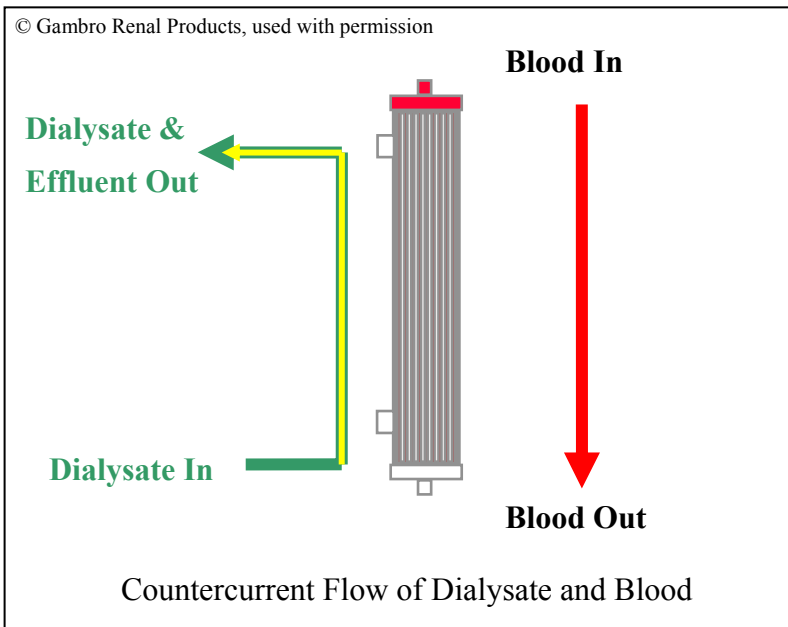 © Gambro Renal Products, used with permission
Blood In
Dialysate &
Effluent Out
Dialysate In
Blood Out
Countercurrent Flow of Dialysate and Blood